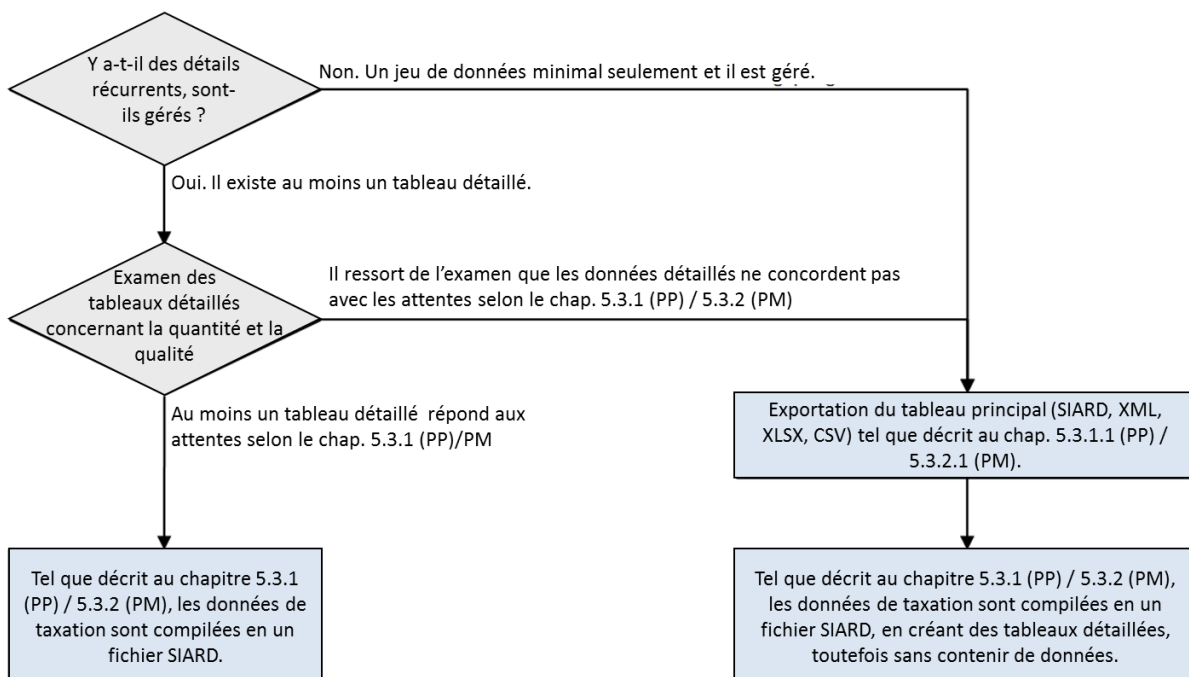 Y a-t-il des détails
récurrents, sont-
ils gérés ?
Non. Un jeu de données minimal seulement et il est géré.
Oui. Il existe au moins un tableau détaillé.
Examen des
tableaux détaillés
concernant la quantité et la
qualité
Il ressort de l'examen que les données détaillés ne concordent pas
avec les attentes selon le chap. 5.3.1 (PP) / 5.3.2 (PM)
Au moins un tableau détaillé répond aux
attentes selon le chap. 5.3.1 (PP)/PM
Exportation du tableau principal (SIARD, XML,
XLSX, CSV) tel que décrit au chap. 5.3.1.1 (PP) /
5.3.2.1 (PM).
Tel que décrit au chapitre 5.3.1
(PP) / 5.3.2 (PM), les données de
taxation sont compilées en un
fichier SIARD.
Tel que décrit au chapitre 5.3.1 (PP) / 5.3.2 (PM),
les données de taxation sont compilées en un
fichier SIARD, en créant des tableaux détaillées,
toutefois sans contenir de données.